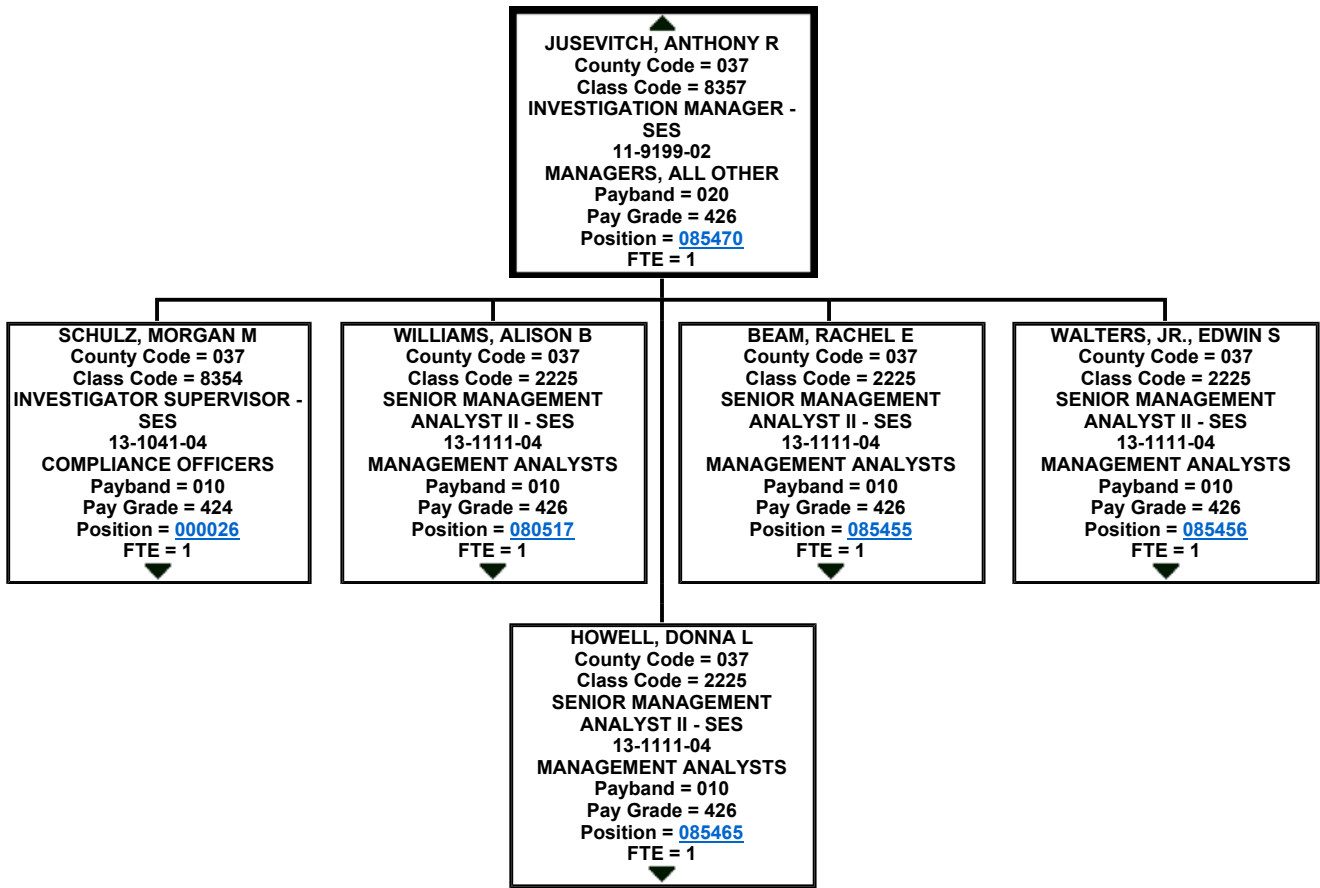 JUSEVITCH, ANTHONY R
County Code = 037
Class Code = 8357
INVESTIGATION MANAGER -
SES
11-9199-02
MANAGERS, ALL OTHER
Payband = 020
Pay Grade = 426
Position = 085470
FTE = 1
SCHULZ, MORGAN M
County Code = 037
Class Code = 8354
INVESTIGATOR SUPERVISOR -
SES
13-1041-04
COMPLIANCE OFFICERS
Payband = 010
Pay Grade = 424
Position = 000026
FTE = 1
WILLIAMS, ALISON B
County Code = 037
Class Code = 2225
SENIOR MANAGEMENT
ANALYST II - SES
13-1111-04
MANAGEMENT ANALYSTS
Payband = 010
Pay Grade = 426
Position = 080517
FTE = 1
BEAM, RACHEL E
County Code = 037
Class Code = 2225
SENIOR MANAGEMENT
ANALYST II - SES
13-1111-04
MANAGEMENT ANALYSTS
Payband = 010
Pay Grade = 426
Position = 085455
FTE = 1
WALTERS, JR., EDWIN S
County Code = 037
Class Code = 2225
SENIOR MANAGEMENT
ANALYST II - SES
13-1111-04
MANAGEMENT ANALYSTS
Payband = 010
Pay Grade = 426
Position = 085456
FTE = 1
HOWELL, DONNA L
County Code = 037
Class Code = 2225
SENIOR MANAGEMENT
ANALYST II - SES
13-1111-04
MANAGEMENT ANALYSTS
Payband = 010
Pay Grade = 426
Position = 085465
FTE = 1